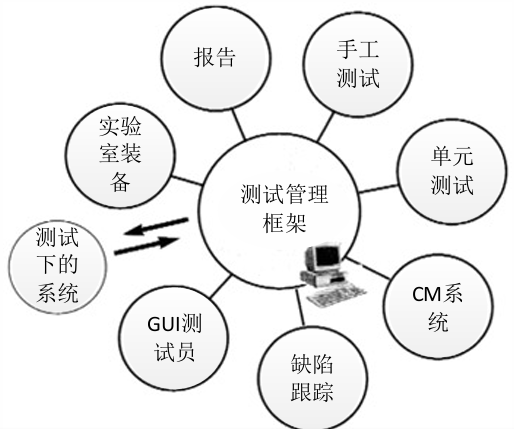 报告
手工
测试
实验
室装
备
单元
测试
测试管理
框架
测试
下的
系统
CM系
统
GUI测
试员
缺陷
跟踪